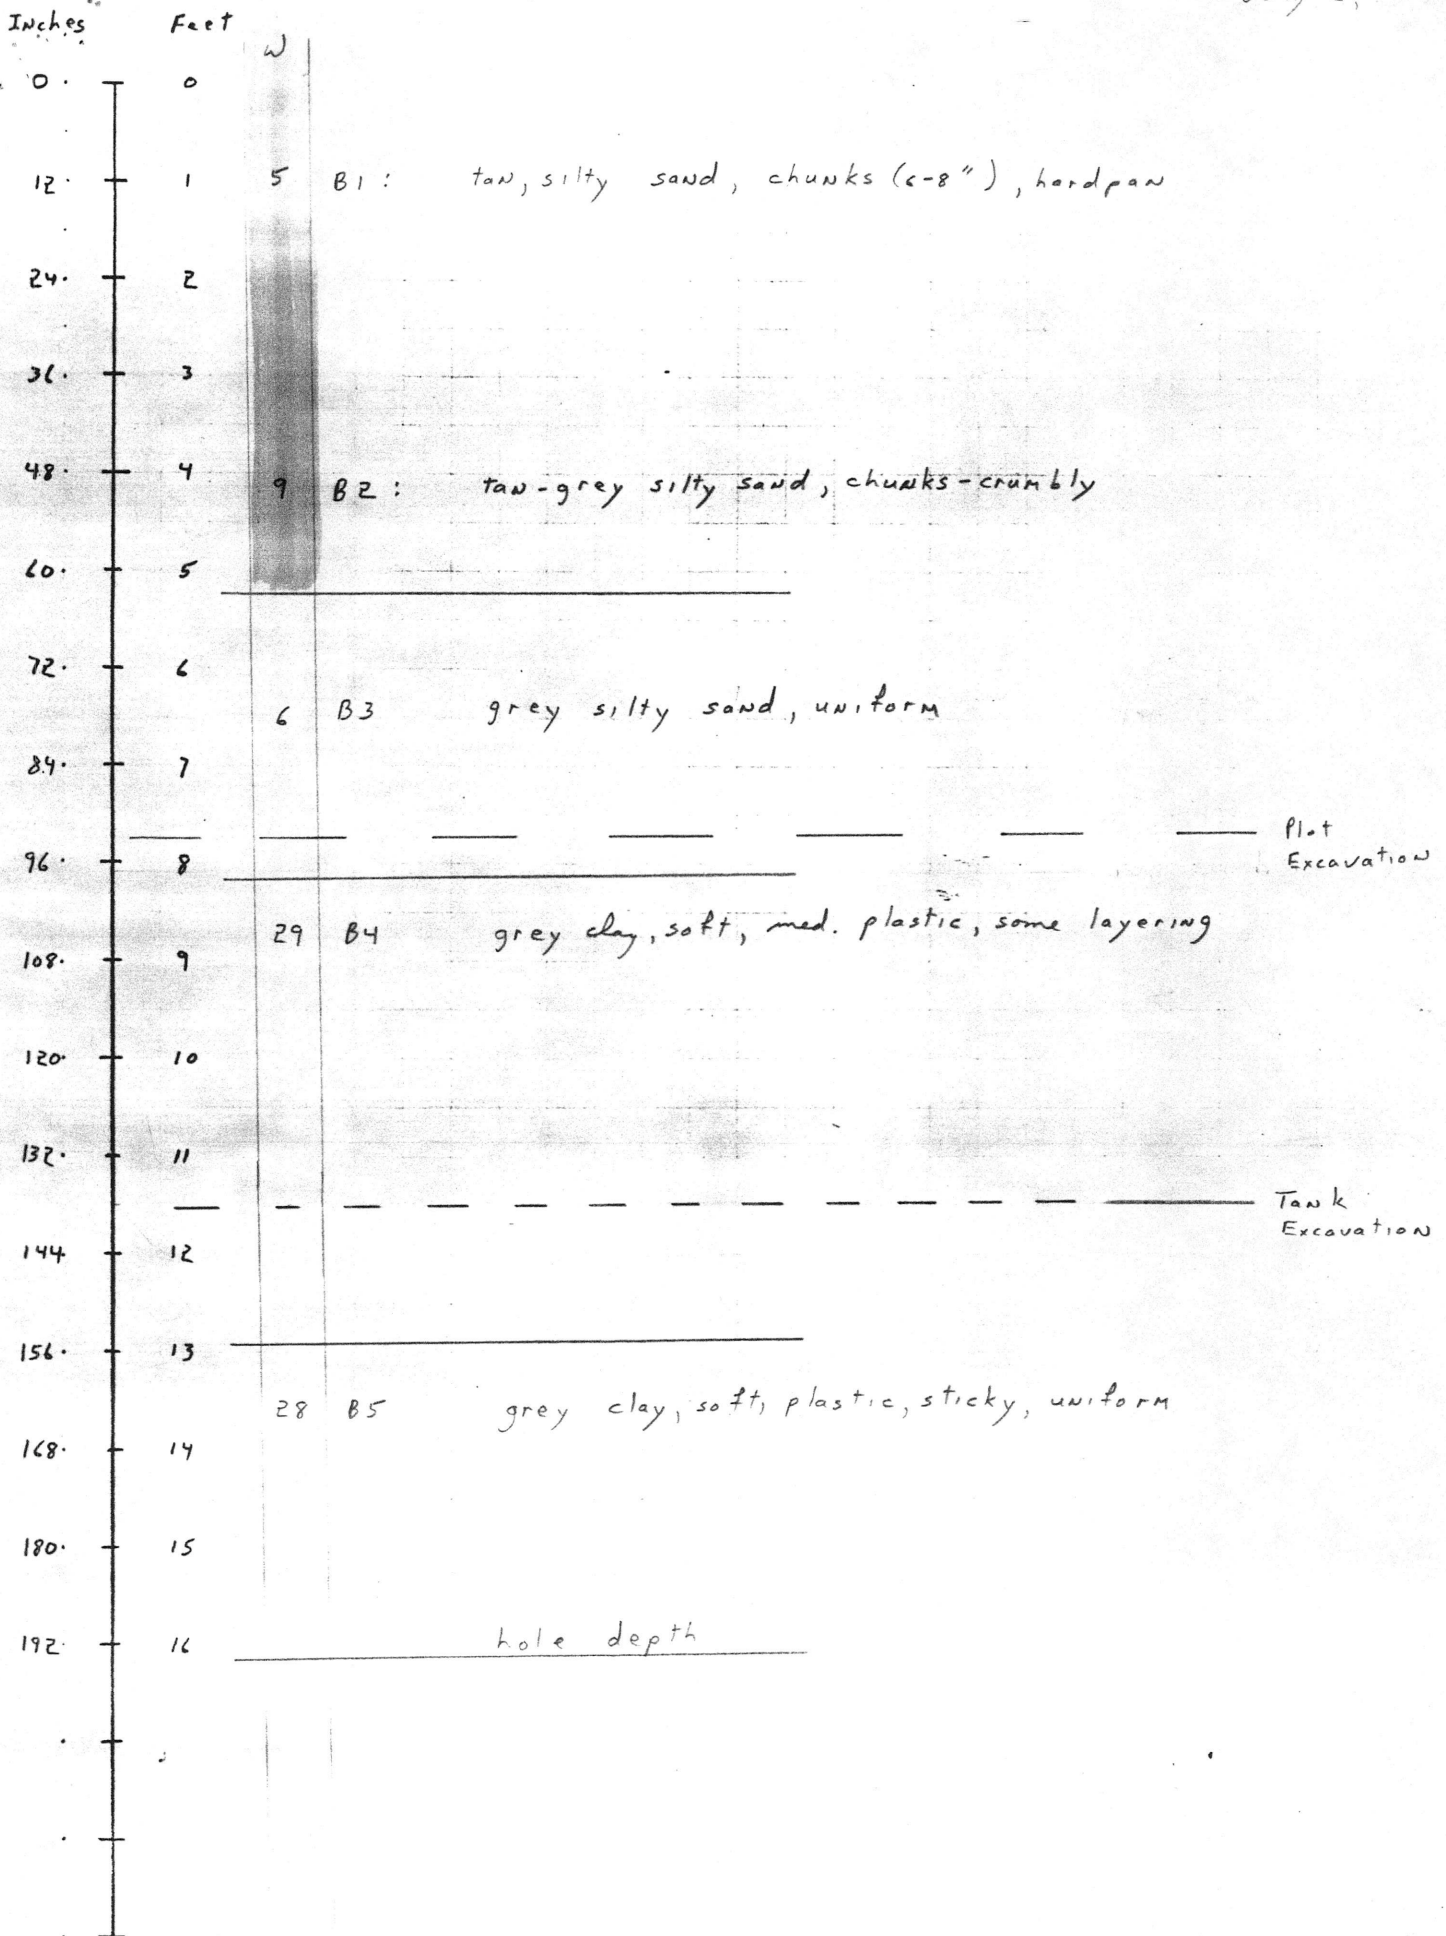 Inches Feet
W
0. 0
12. 1 5 B1: tan, silty sand, chunks (6-8"), hardpan
24. 2
36. 3
48. 4
9 B2: tan-grey silty sand, chunks-crumbly
60. 5
72. 6
6 B3 grey silty sand, uniform
84. 7
Plot
Excavation
96. 8
29 B4 grey clay, soft, med. plastic, some layering
108. 9
120. 10
132. 11
Tank
Excavation
144. 12
156. 13
28 B5 grey clay, soft, plastic, sticky, uniform
168. 14
180. 15
192. 16 hole depth